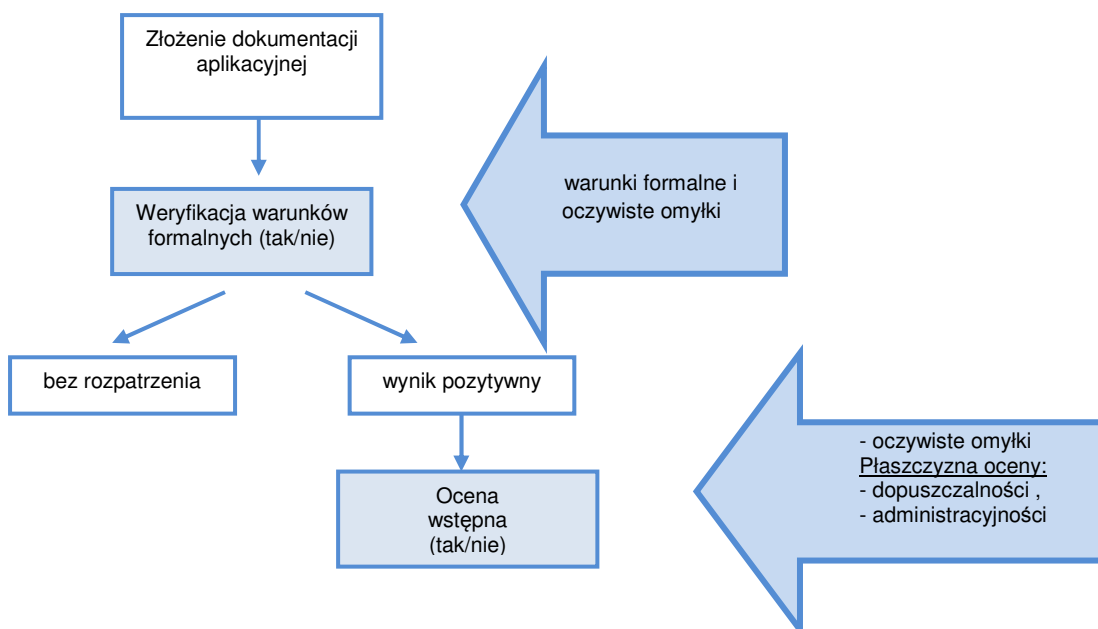 Złożenie dokumentacji
aplikacyjnej
warunki formalne i
oczywiste omyłki
Weryfikacja warunków
formalnych (tak/nie)
bez rozpatrzenia
wynik pozytywny
- oczywiste omyłki
Płaszczyzna oceny:
- dopuszczalności ,
- administracyjności
Ocena
wstępna
(tak/nie)